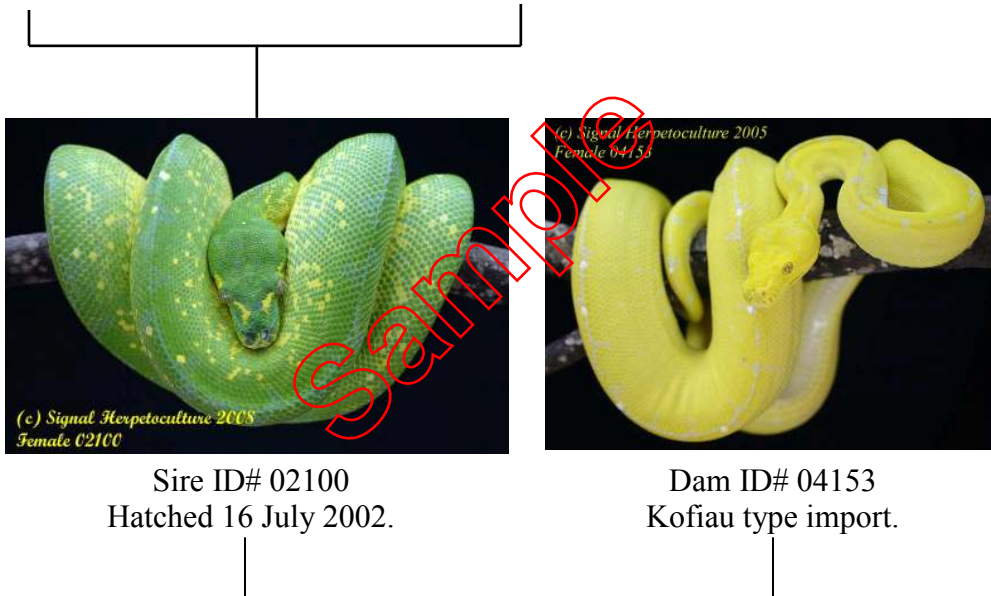 (c) Signal Herpetoculture 2005
Female 04153
Sample
(c) Signal Herpetoculture 2008
Female 02100
Sire ID# 02100
Hatched 16 July 2002.
Dam ID# 04153
Kofiau type import.